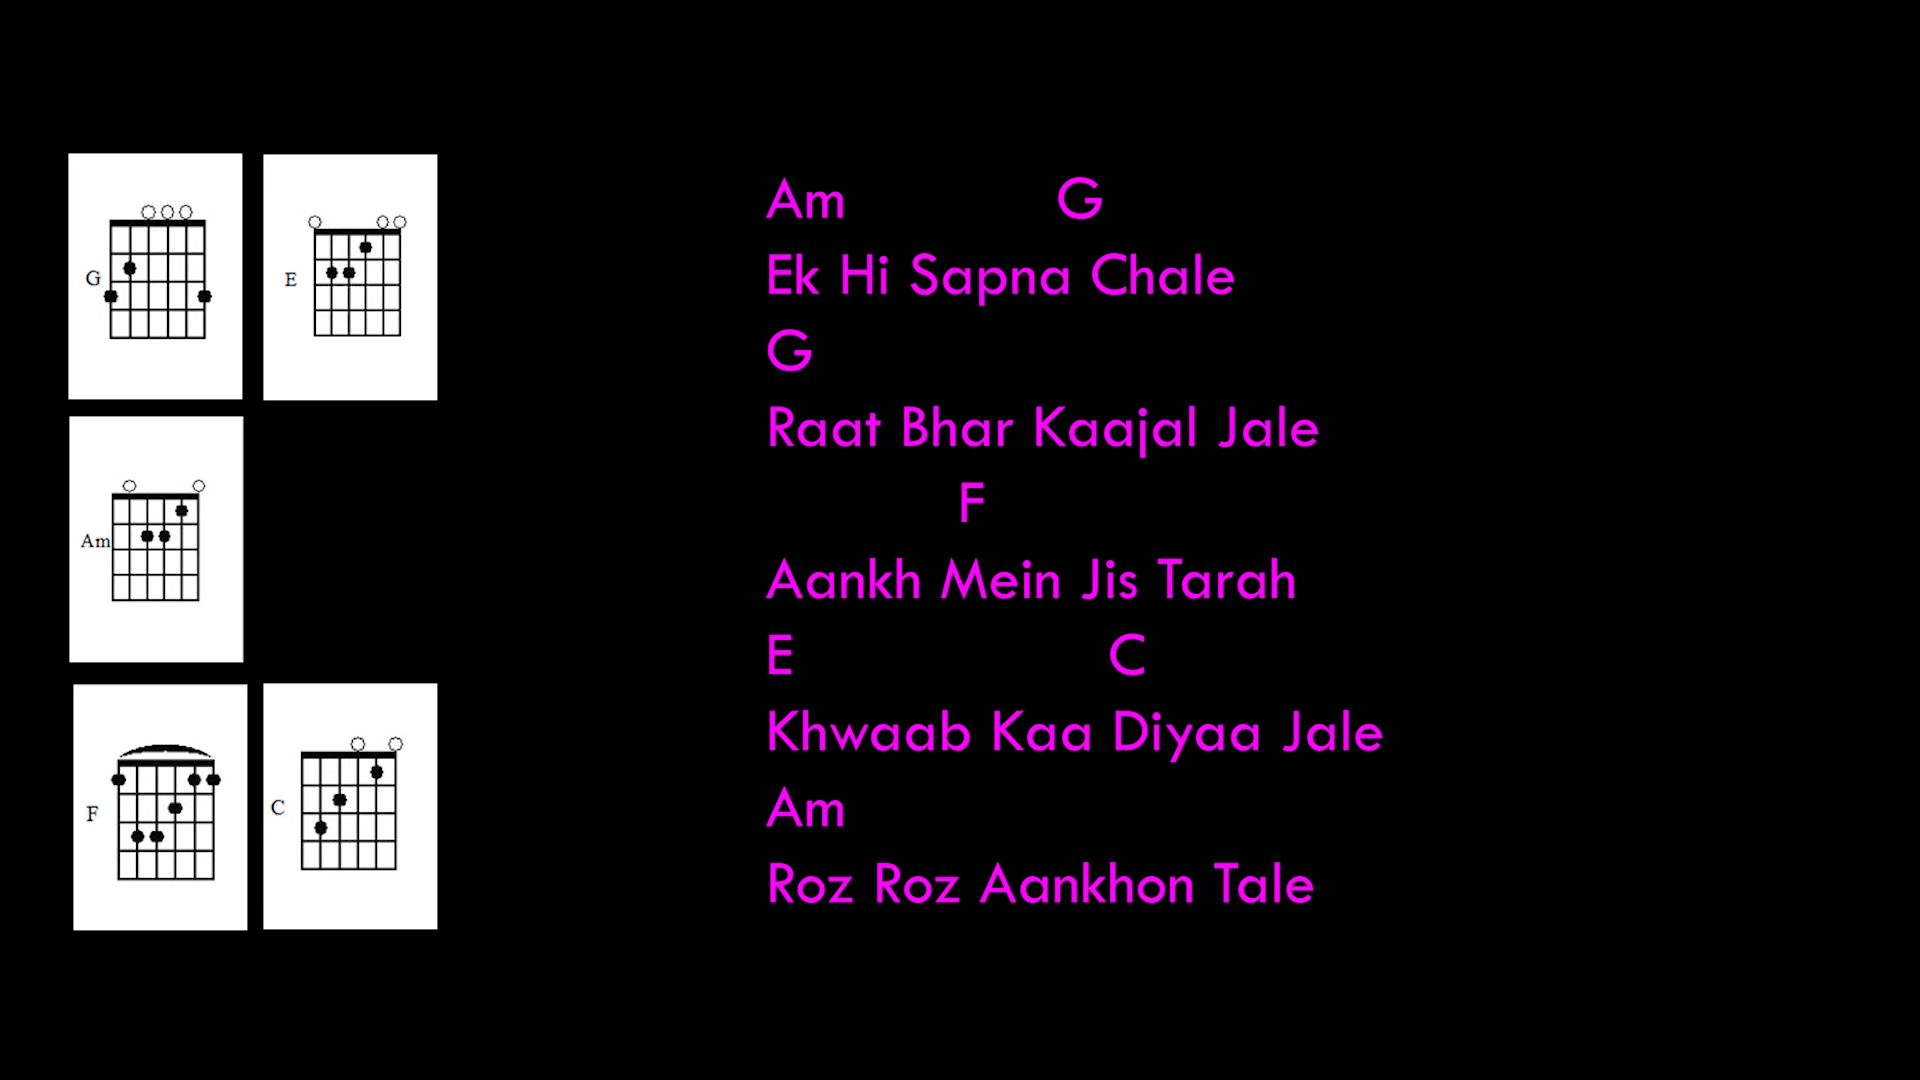 G
E
Am
F
C
Am G
Ek Hi Sapna Chale
G
Raat Bhar Kaajal Jale
F
Aankh Mein Jis Tarah
E C
Khwaab Kaa Diyaa Jale
Am
Roz Roz Aankhon Tale